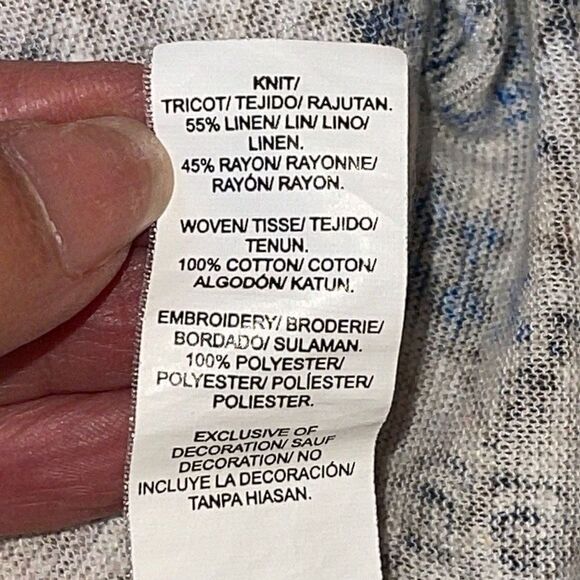 KNIT/
TRICOT/ TEJIDO/ RAJUTAN.
55% LINEN/ LIN/ LINO/
LINEN.
45% RAYON/ RAYONNE/
RAYÓN/ RAYON.
WOVEN/ TISSE/ TEJIDO/
TENUN.
100% COTTON/ COTON/
ALGODÓN/ KATUN.
EMBROIDERY/ BRODERIE/
BORDADO/ SULAMAN.
100% POLYESTER/
POLYESTER/ POLÍESTER/
POLIESTER.
EXCLUSIVE OF
DECORATION/ SAUF
DECORATION/ NO
INCLUYE LA DECORACIÓN/
TANPA HIASAN.